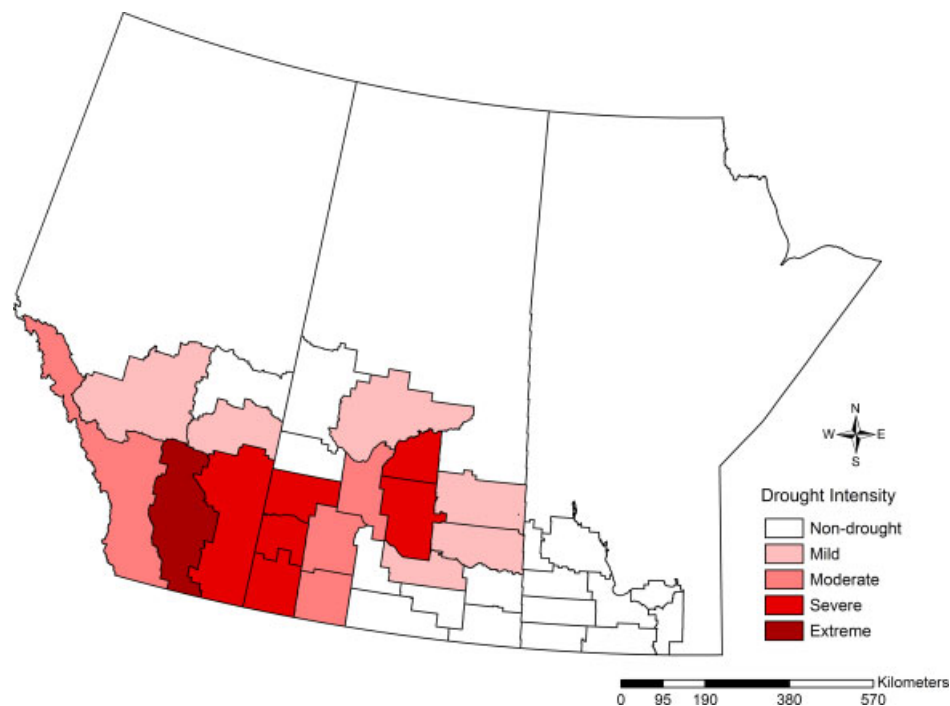 N
W E
S
Drought Intensity
Non-drought
Mild
Moderate
Severe
Extreme
Kilometers
0 95 190 380 570